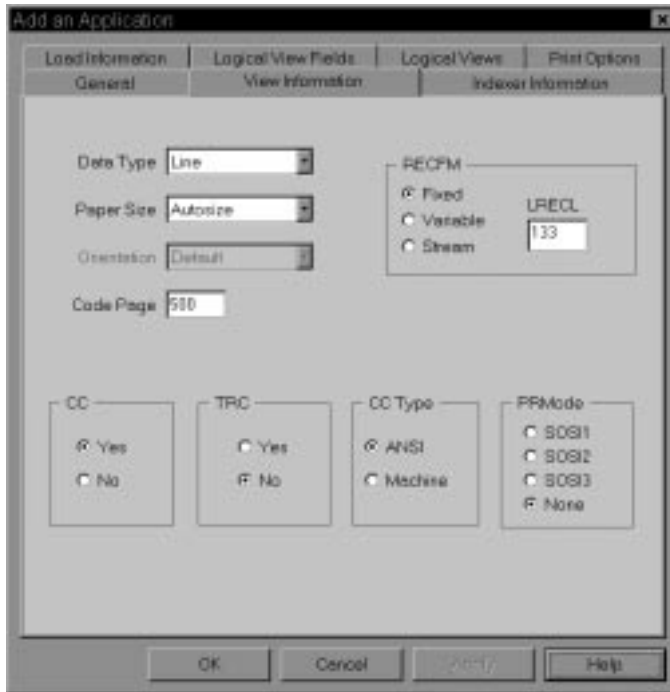 Add an Application
Load Information Logical View Fields Logical Views Print Options
General View Information Indexer Information
Data Type Line
Paper Size Autosize
Orientation Default
Code Page 500
RECFM
Fixed
Variable
Stream
LRECL
133
CC
Yes
No
TRC
Yes
No
CC Type
ANSI
Machine
PRMode
SOSI1
SOSI2
SOSI3
None
OK Cancel Apply Help